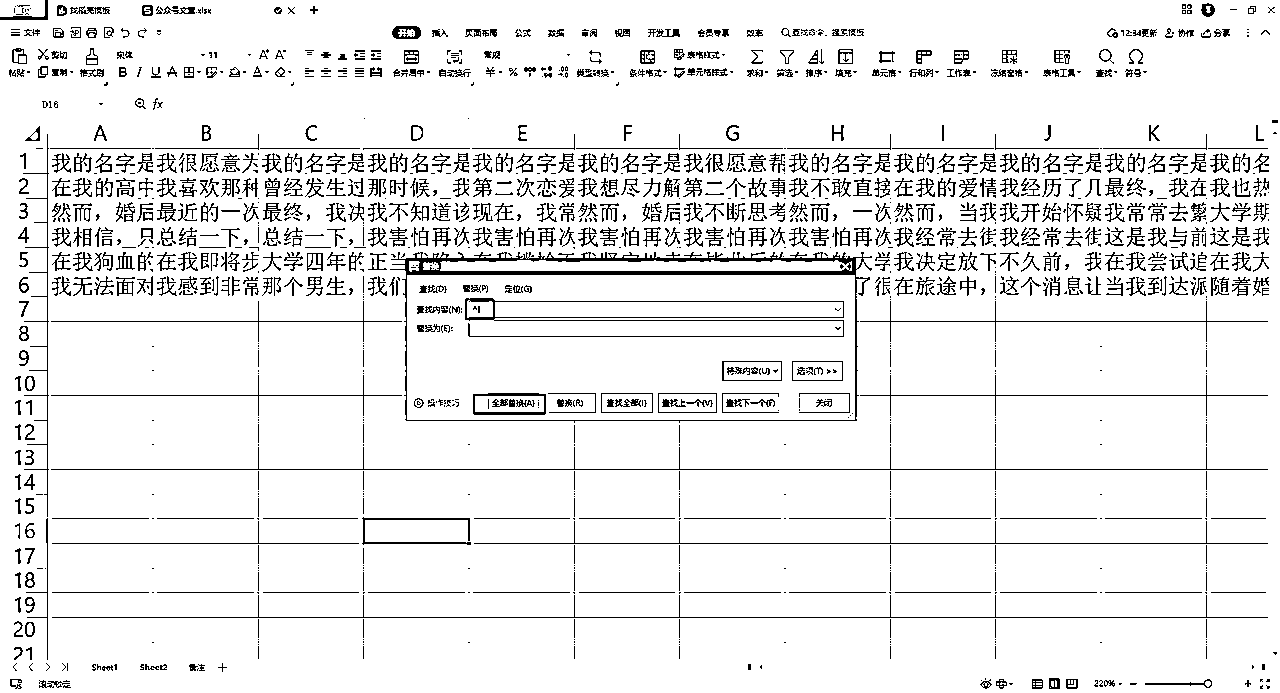 找稻壳模板 公众号文章.xlsx
文件 开始 插入 页面布局 公式 数据 审阅 视图 开发工具 会员专享 效率 查找命令、搜索模板 协作 分享
剪切 宋体 11 常规 表格样式
粘贴 复制 格式刷 B I U A 合并居中 自动换行 类型转换 条件格式 单元格样式 求和 筛选 排序 填充 单元格 行和列 工作表 冻结窗格 表格工具 查找 符号
D16 fx
A B C D E F G H I J K L
1 我的名字是 我很愿意为 我的名字是 我的名字是 我的名字是 我的名字是 我很愿意帮 我的名字是 我的名字是 我的名字是 我的名字是 我的名
2 在我的高中 我喜欢那种 曾经发生过 那时候，我 第二次恋爱 我想尽力解 第二个故事 我不敢直接 在我的爱情 我经历了几 最终，我在 我也热
3 然而，婚后 最近的一次 最终，我决 我不知道该 现在，我常 然而，婚后 我不断思考 然而，一次 然而，当我 我开始怀疑 我常常去繁 大学期
4 我相信，只 总结一下， 总结一下， 我害怕再次 我害怕再次 我害怕再次 我害怕再次 我害怕再次 我经常去街 我经常去街 这是我与前 这是我
5 在我狗血的 在我即将步 大学四年的 正当 大学 我决定放下 不久前，我 在我尝试追 在我大
6 我无法面对 我感到非常 那个男生， 我们 了很 在旅途中， 这个消息让 当我到达派 随着婚
7
8
9
10
11
12
13
14
15
16
17
18
19
20
21
替换
查找(D) 替换(P) 定位(G)
查找内容(N):
替换为(E):
特殊内容(U) 选项(T) >>
操作技巧 全部替换(A) 替换(R) 查找全部(I) 查找上一个(V) 查找下一个(F) 关闭
Sheet1 Sheet2 备注
滚动锁定 220%